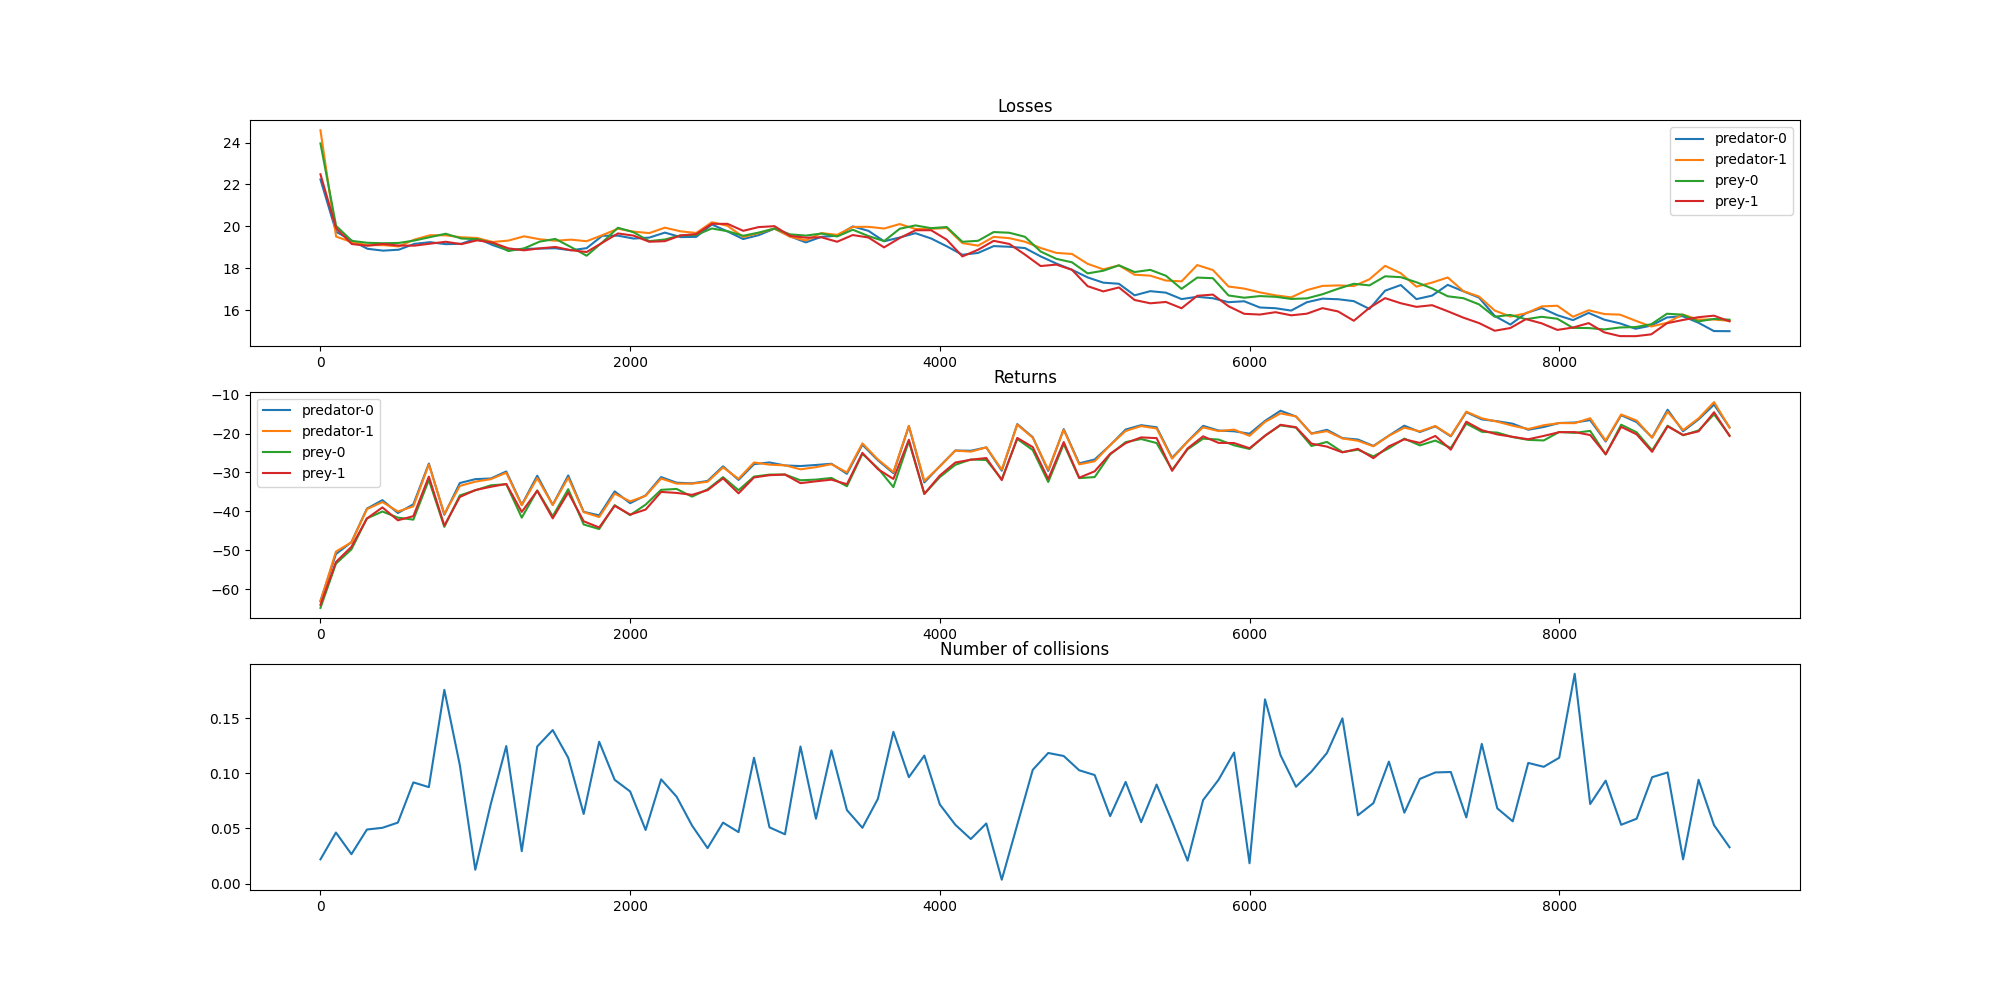 Losses
24
22
20
18
16
predator-0
predator-1
prey-0
prey-1
0 2000 4000 6000 8000
Returns
−10
−20
−30
−40
−50
−60
predator-0
predator-1
prey-0
prey-1
0 2000 4000 6000 8000
Number of collisions
0.15
0.10
0.05
0.00
0 2000 4000 6000 8000